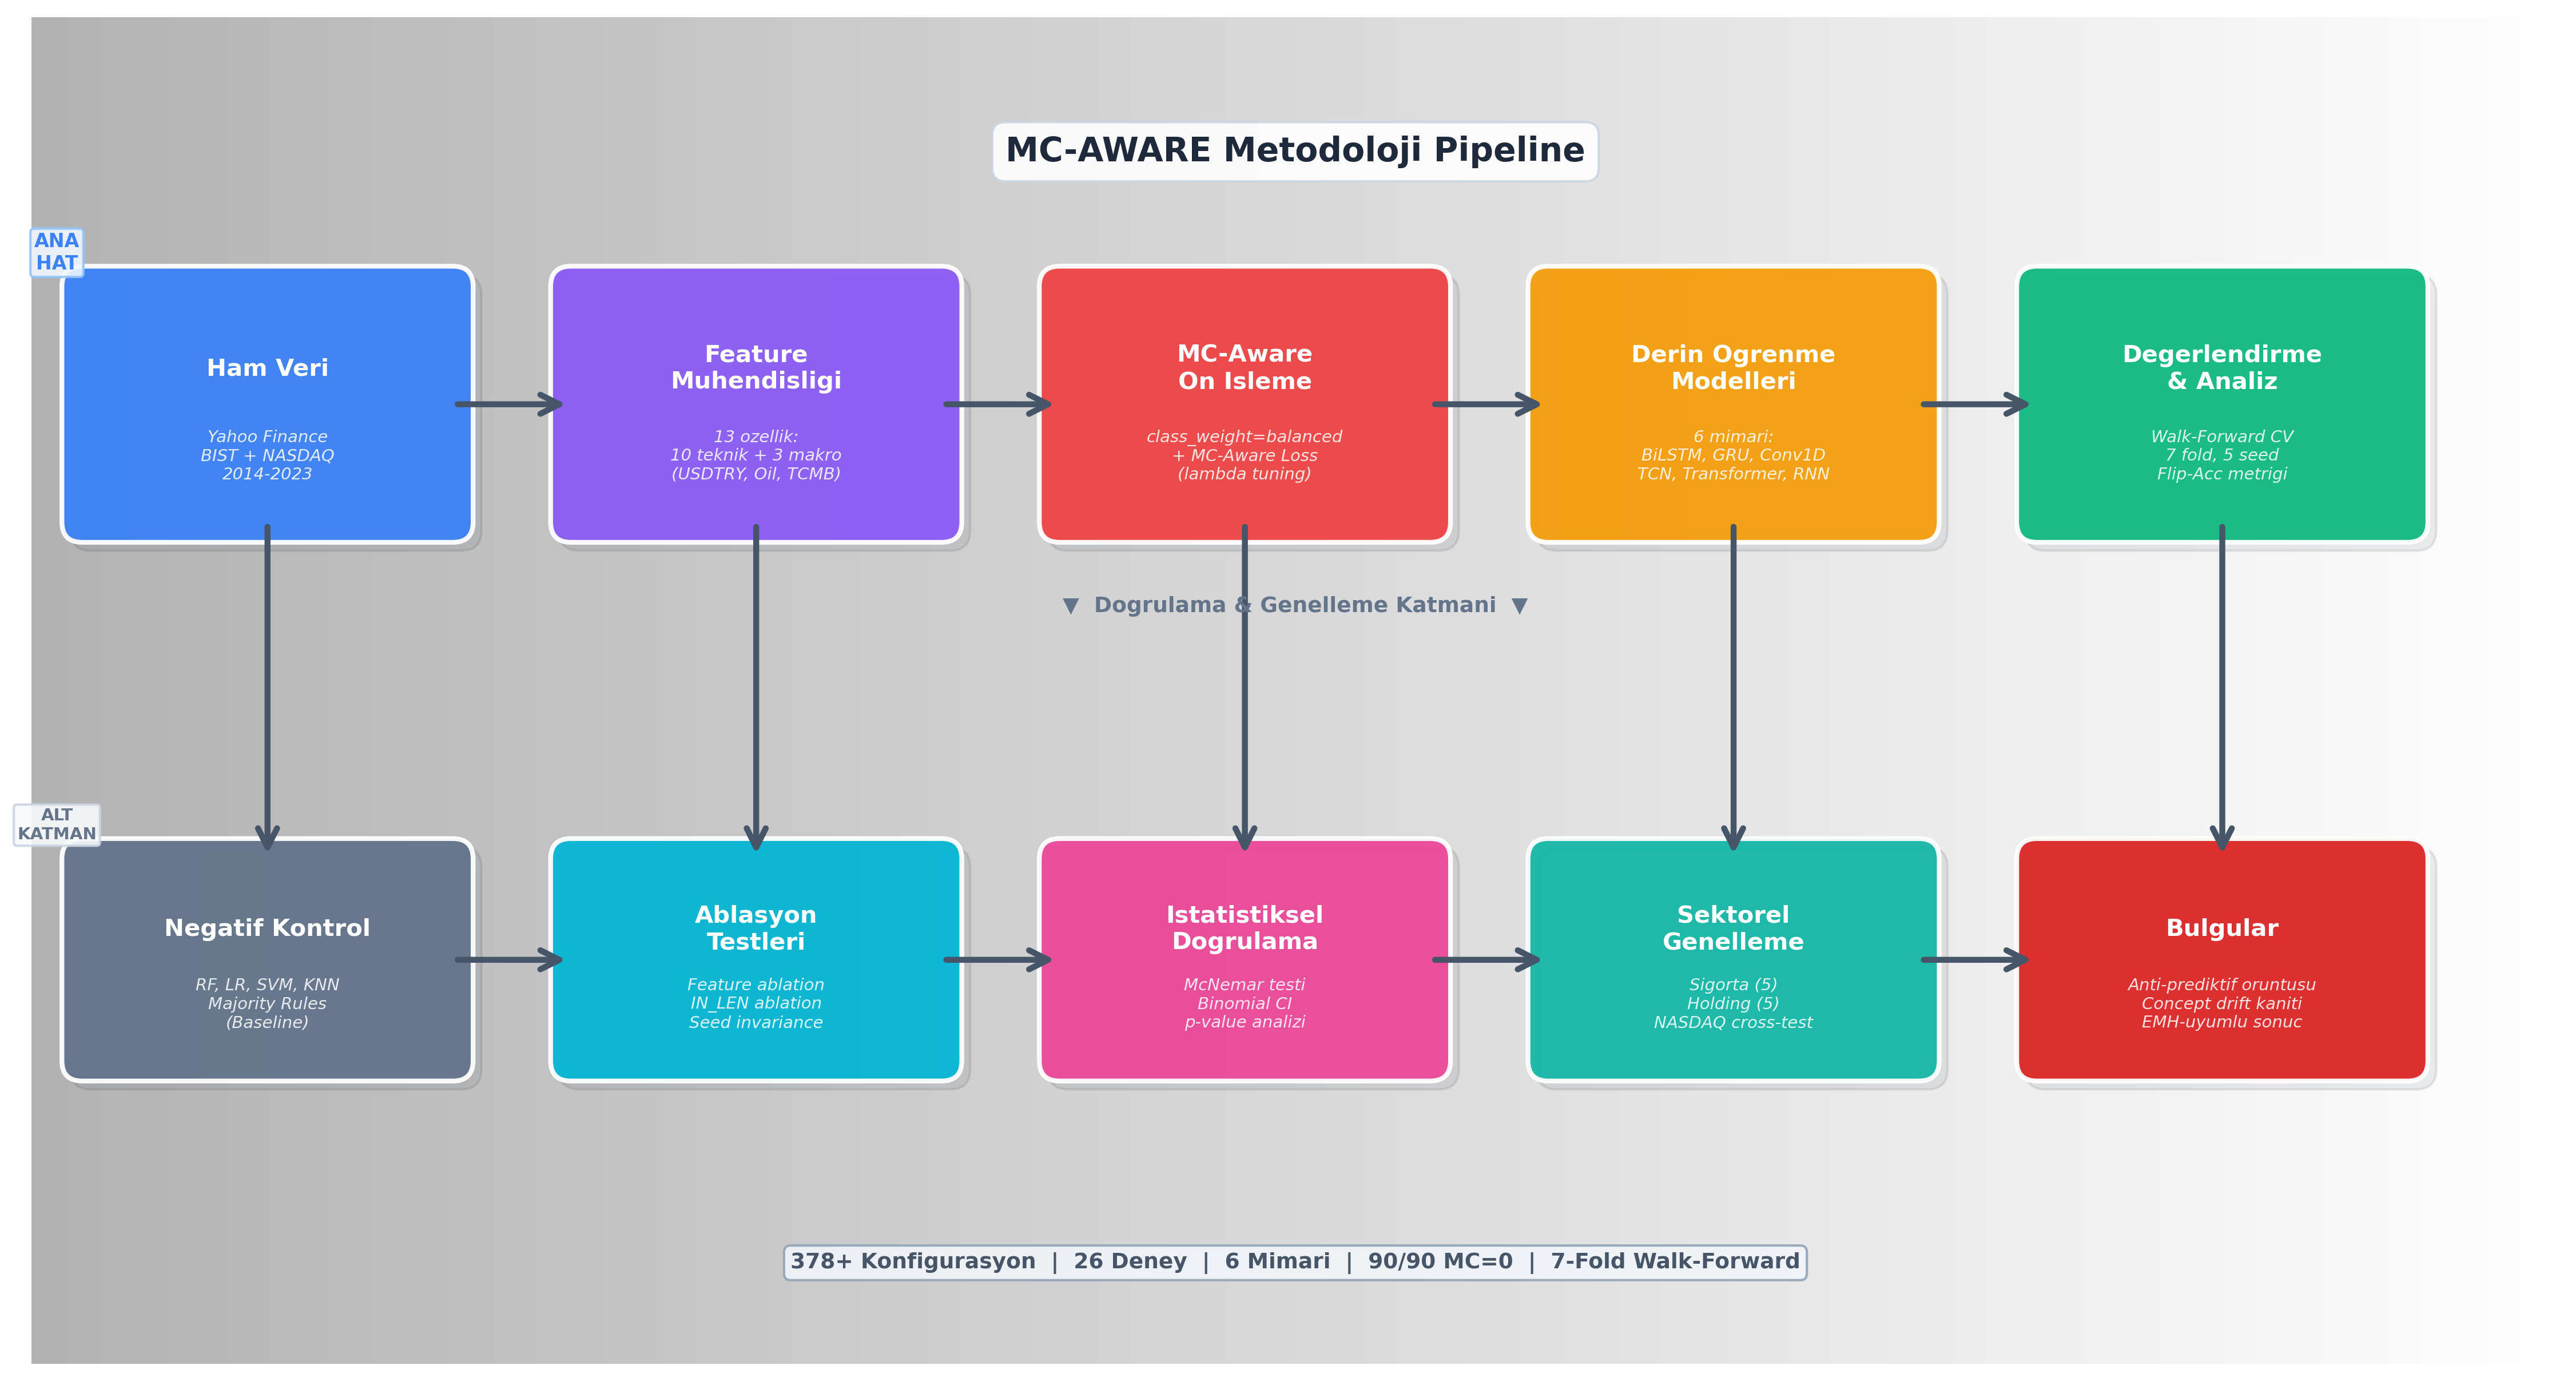 MC-AWARE Metodoloji Pipeline
ANA
HAT
Ham Veri
Yahoo Finance
BIST + NASDAQ
2014-2023
Feature
Muhendisligi
13 ozellik:
10 teknik + 3 makro
(USDTRY, Oil, TCMB)
MC-Aware
On Isleme
class_weight=balanced
+ MC-Aware Loss
(lambda tuning)
Derin Ogrenme
Modelleri
6 mimari:
BiLSTM, GRU, Conv1D
TCN, Transformer, RNN
Degerlendirme
& Analiz
Walk-Forward CV
7 fold, 5 seed
Flip-Acc metrigi
▼ Dogrulama & Genelleme Katmani ▼
ALT
KATMAN
Negatif Kontrol
RF, LR, SVM, KNN
Majority Rules
(Baseline)
Ablasyon
Testleri
Feature ablation
IN_LEN ablation
Seed invariance
Istatistiksel
Dogrulama
McNemar testi
Binomial CI
p-value analizi
Sektorel
Genelleme
Sigorta (5)
Holding (5)
NASDAQ cross-test
Bulgular
Anti-prediktif oruntusu
Concept drift kaniti
EMH-uyumlu sonuc
378+ Konfigurasyon | 26 Deney | 6 Mimari | 90/90 MC=0 | 7-Fold Walk-Forward